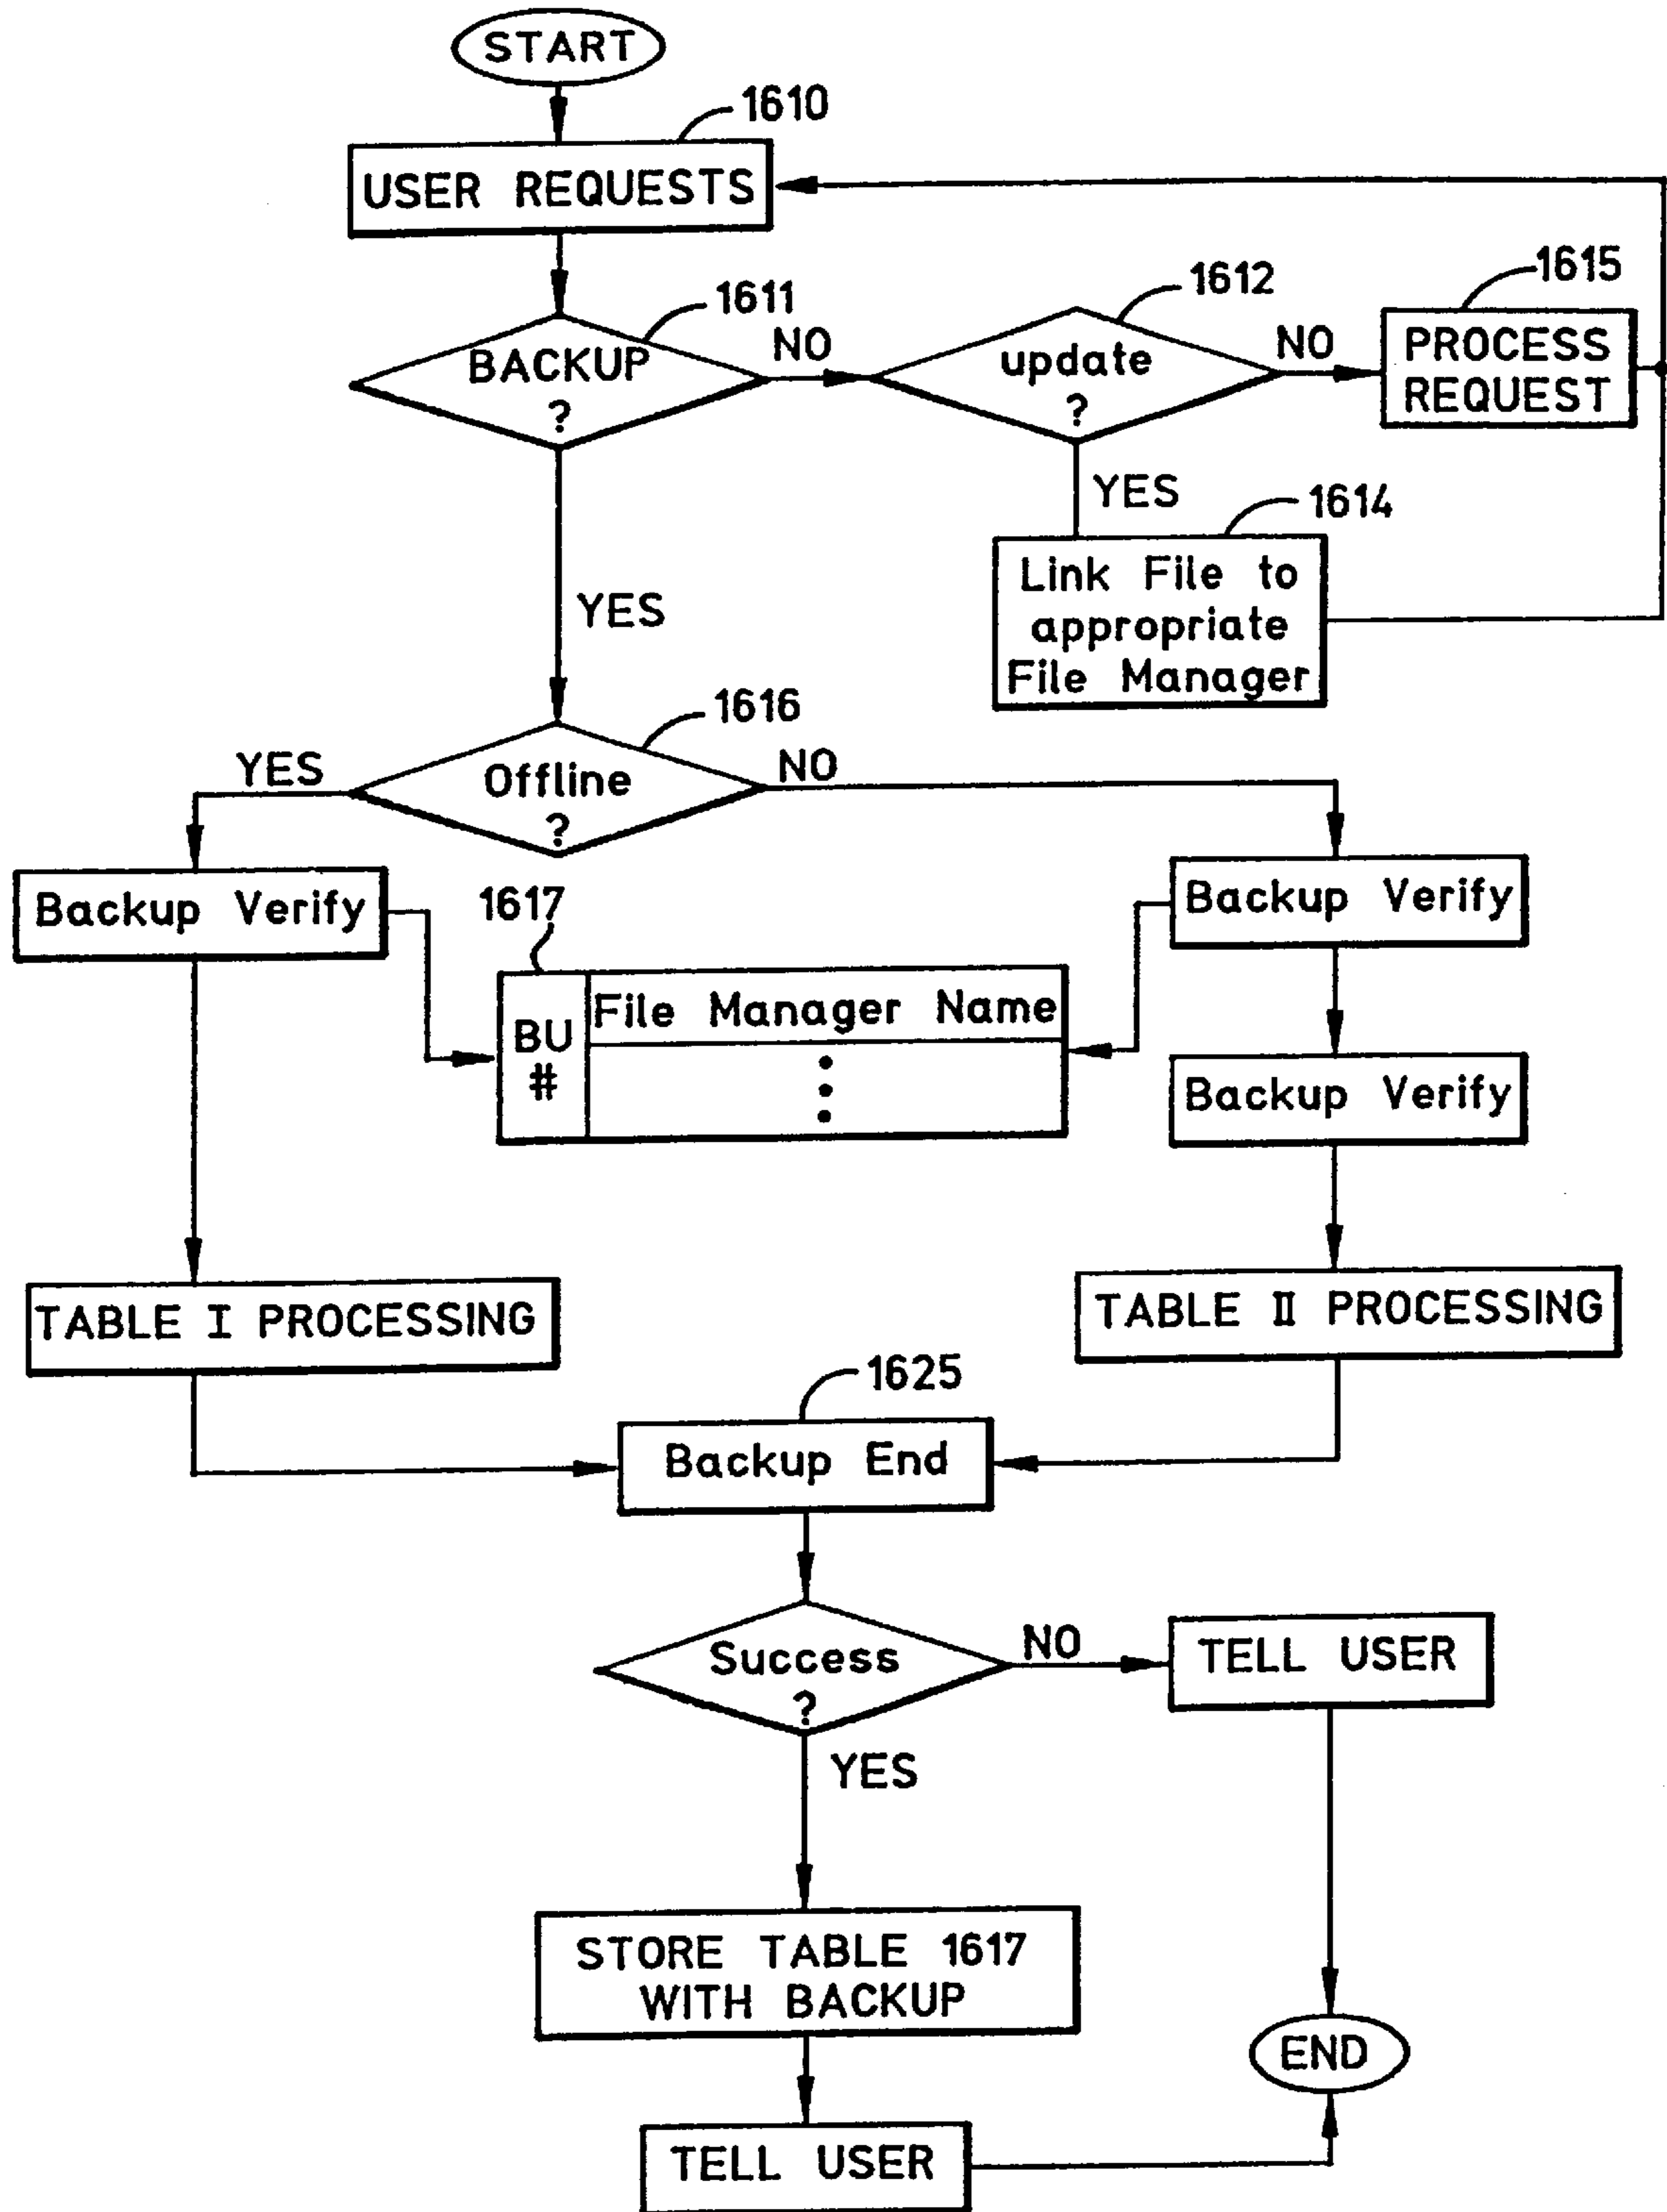 START
1610
USER REQUESTS
1611
BACKUP
?
NO
1612
update
?
NO
1615
PROCESS
REQUEST
YES
1614
Link File to
appropriate
File Manager
YES
1616
Offline
?
YES
NO
Backup Verify
1617
BU
#
File Manager Name
Backup Verify
Backup Verify
TABLE I PROCESSING
TABLE II PROCESSING
1625
Backup End
Success
?
NO
TELL USER
YES
STORE TABLE 1617
WITH BACKUP
END
TELL USER